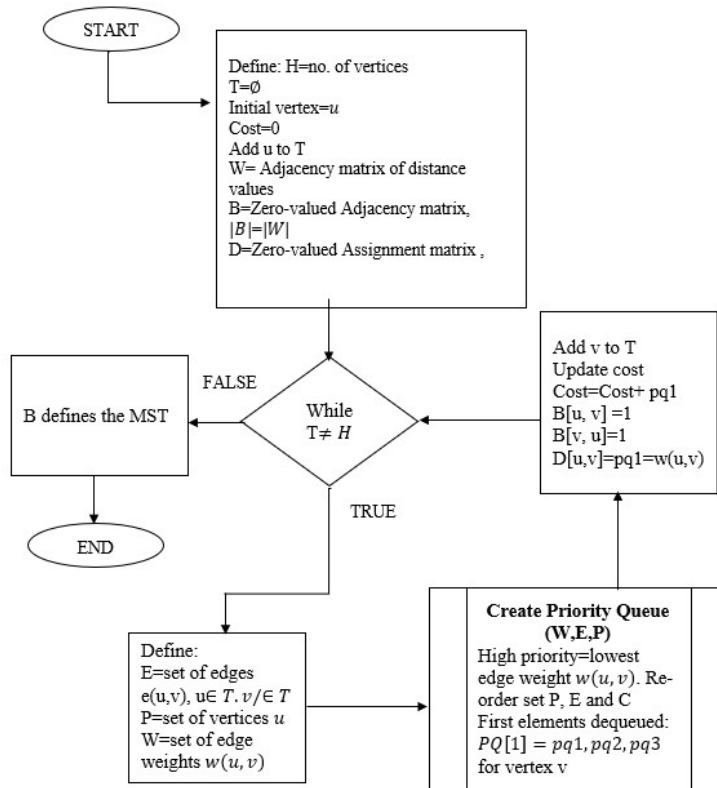 START
Define: H=no. of vertices
T=∅
Initial vertex=u
Cost=0
Add u to T
W= Adjacency matrix of distance
values
B=Zero-valued Adjacency matrix,
|B|=|W|
D=Zero-valued Assignment matrix ,
While
T≠ H
FALSE
B defines the MST
END
TRUE
Define:
E=set of edges
e(u,v), u∈ T. v/∈ T
P=set of vertices u
W=set of edge
weights w(u, v)
Create Priority Queue
(W,E,P)
High priority=lowest
edge weight w(u, v). Re-
order set P, E and C
First elements dequeued:
PQ[1] = pq1, pq2, pq3
for vertex v
Add v to T
Update cost
Cost=Cost+ pq1
B[u, v] =1
B[v, u]=1
D[u,v]=pq1=w(u,v)